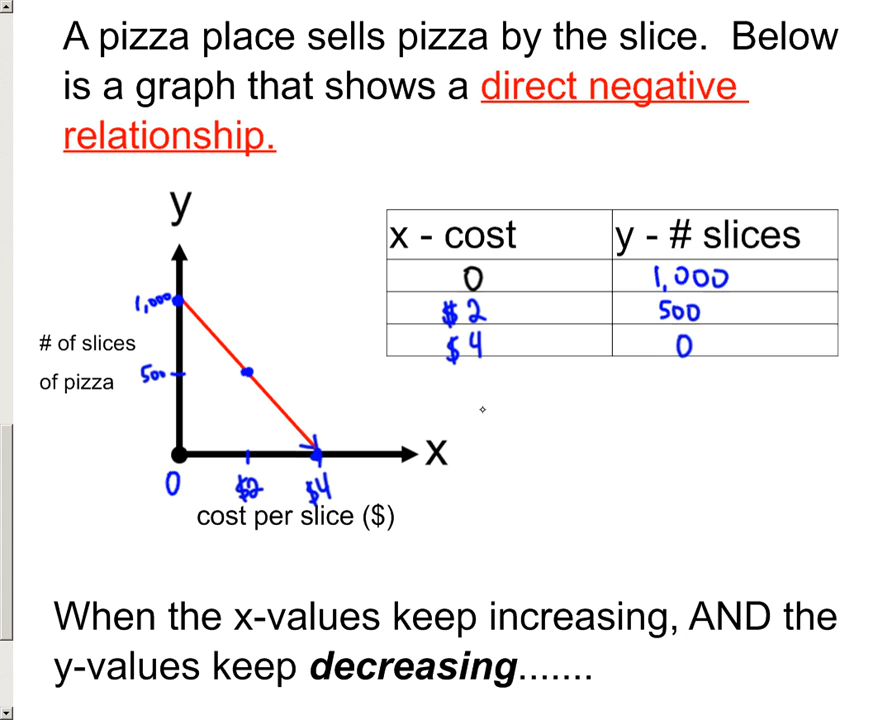 A pizza place sells pizza by the slice.  Below
is a graph that shows a direct negative
relationship.
y
x - cost y - # slices
0 1,000
$2 500
$4 0
1,000
# of slices
of pizza
500
x
0 $2 $4
cost per slice ($)
When the x-values keep increasing, AND the
y-values keep decreasing.......